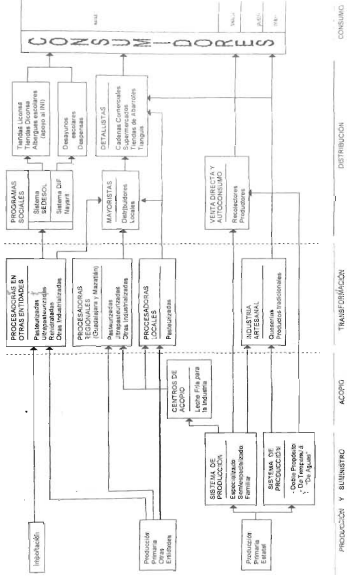 Importación
Producción
Primaria
Otras
Entidades
Producción
Primaria
Estatal
SISTEMA DE
PRODUCCIÓN
Especializado
Semiespecializado
Familiar
SISTEMA DE
PRODUCCIÓN
- Doble Propósito
- De Temporal ó
"De Aguas"
CENTROS DE
ACOPIO
Leche Fría para
la Industria
PROCESADORAS EN
OTRAS ENTIDADES
Pasteurizadas
Ultrapasteurizadas
Rehidratadas
Otras Industrializadas
PROCESADORAS
REGIONALES
(Guadalajara y Mazatlán)
Pasteurizadas
Ultrapasteurizadas
Otras Industrializadas
PROCESADORAS
LOCALES
Pasteurizadas
INDUSTRIA
ARTESANAL
Queserías
Productos tradicionales
PROGRAMAS
SOCIALES
Sistema
SEDESOL
Sistema DIF
Nayarit
MAYORISTAS
Distribuidores
Locales
Tiendas Liconsa
Tiendas Diconsa
Albergues escolares
(apoyo al INI)
Desayunos
escolares
Despensas
DETALLISTAS
Cadenas Comerciales
Supermercados
Tiendas de Abarrotes
Tianguis
VENTA DIRECTA Y
AUTOCONSUMO
Recolectores
Productores
CONSUMIDORES
PRODUCCIÓN Y SUMINISTRO
ACOPIO
TRANSFORMACIÓN
DISTRIBUCIÓN
CONSUMO